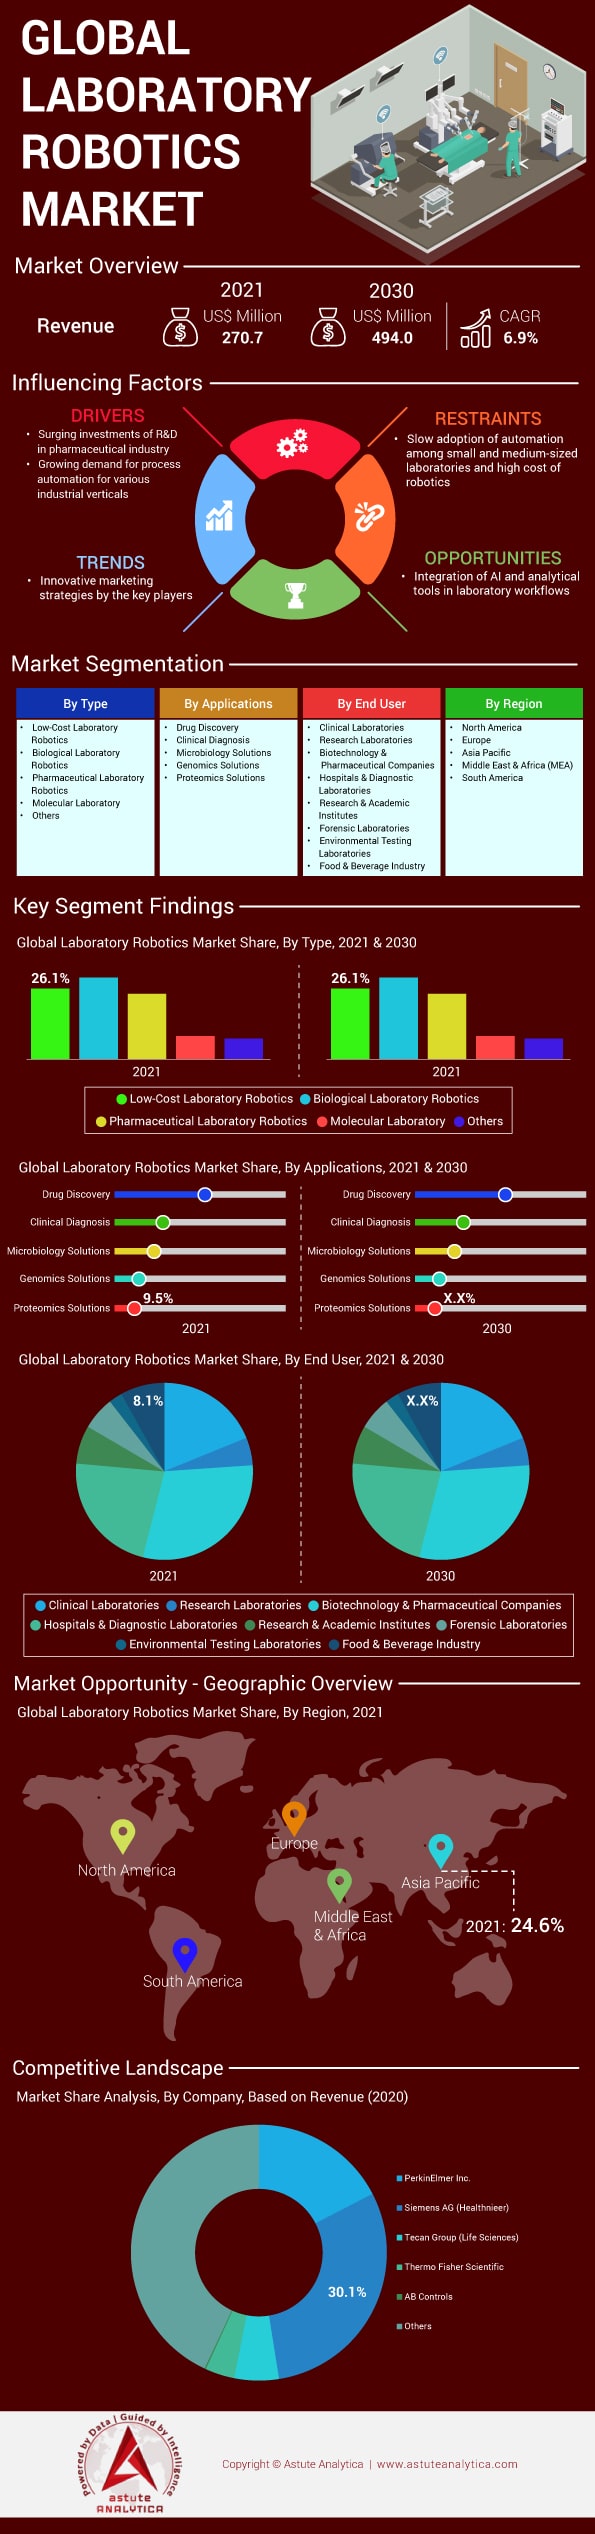 GLOBAL
LABORATORY
ROBOTICS
MARKET
Market Overview
Revenue
2021
US$ Million
270.7
2030
US$ Million
494.0
CAGR
6.9%
Influencing Factors
DRIVERS
• Surging investments of R&D
in pharmaceutical industry
• Growing demand for process
automation for various
industrial verticals
RESTRAINTS
• Slow adoption of automation
among small and medium-sized
laboratories and high cost of
robotics
TRENDS
• Innovative marketing
strategies by the key players
OPPORTUNITIES
• Integration of AI and analytical
tools in laboratory workflows
Market Segmentation
By Type
• Low-Cost Laboratory
Robotics
• Biological Laboratory
Robotics
• Pharmaceutical Laboratory
Robotics
• Molecular Laboratory
• Others
By Applications
• Drug Discovery
• Clinical Diagnosis
• Microbiology Solutions
• Genomics Solutions
• Proteomics Solutions
By End User
• Clinical Laboratories
• Research Laboratories
• Biotechnology &
Pharmaceutical Companies
• Hospitals & Diagnostic
Laboratories
• Research & Academic
Institutes
• Forensic Laboratories
• Environmental Testing
Laboratories
• Food & Beverage Industry
By Region
• North America
• Europe
• Asia Pacific
• Middle East & Africa (MEA)
• South America
Key Segment Findings
Global Laboratory Robotics Market Share, By Type, 2021 & 2030
26.1%
2021
26.1%
2021
Low-Cost Laboratory Robotics
Biological Laboratory Robotics
Pharmaceutical Laboratory Robotics
Molecular Laboratory
Others
Global Laboratory Robotics Market Share, By Applications, 2021 & 2030
Drug Discovery
Clinical Diagnosis
Microbiology Solutions
Genomics Solutions
Proteomics Solutions
9.5%
2021
Drug Discovery
Clinical Diagnosis
Microbiology Solutions
Genomics Solutions
Proteomics Solutions
X.X%
2030
Global Laboratory Robotics Market Share, By End User, 2021 & 2030
8.1%
2021
X.X%
2030
Clinical Laboratories
Research Laboratories
Biotechnology & Pharmaceutical Companies
Hospitals & Diagnostic Laboratories
Research & Academic Institutes
Forensic Laboratories
Environmental Testing Laboratories
Food & Beverage Industry
Market Opportunity - Geographic Overview
Global Laboratory Robotics Market Share, By Region, 2021
North America
Europe
Asia Pacific
Middle East
& Africa
2021: 24.6%
South America
Competitive Landscape
Market Share Analysis, By Company, Based on Revenue (2020)
30.1%
PerkinElmer Inc.
Siemens AG (Healthnieer)
Tecan Group (Life Sciences)
Thermo Fisher Scientific
AB Controls
Others
Powered by Data | Guided by Intelligence
astute
ANALYTICA
Copyright © Astute Analytica | www.astuteanalytica.com